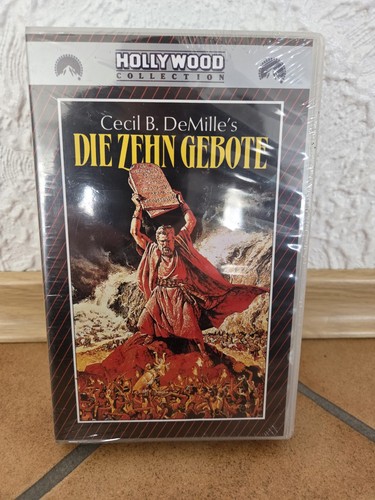 HOLLYWOOD
COLLECTION
Cecil B. DeMille's
DIE ZEHN GEBOTE